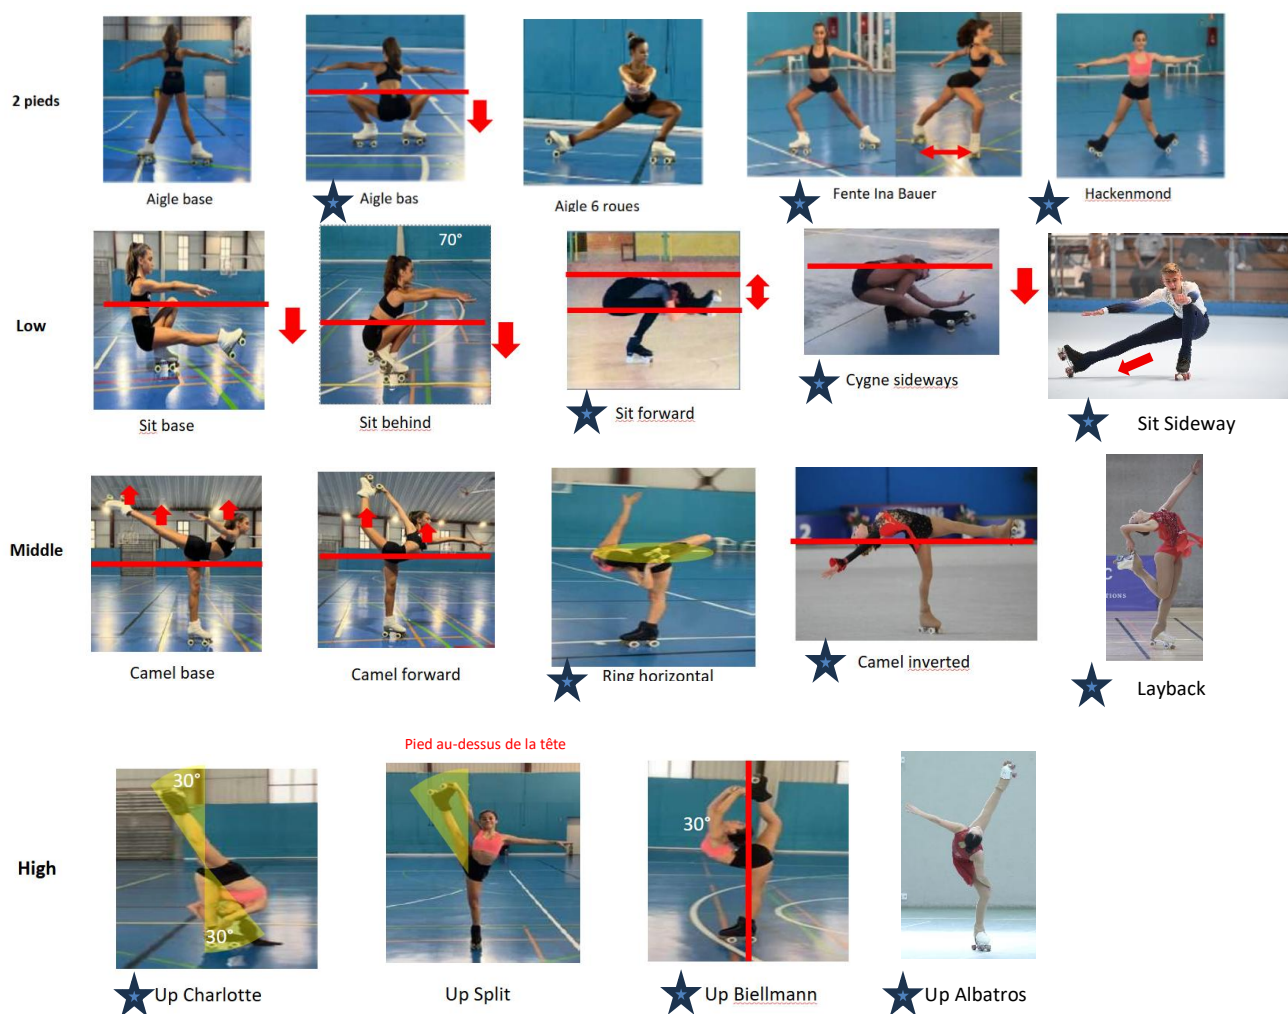 2 pieds
Aigle base
Aigle bas
Aigle 6 roues
Fente Ina Bauer
Hackenmond
Low
70°
Sit base
Sit behind
Sit forward
Cygne sideways
Sit Sideway
Middle
2
C
TIONS
Camel base
Camel forward
Ring horizontal
Camel inverted
Layback
Pied au-dessus de la tête
High
30°
30°
30°
Up Charlotte
Up Split
Up Biellmann
Up Albatros